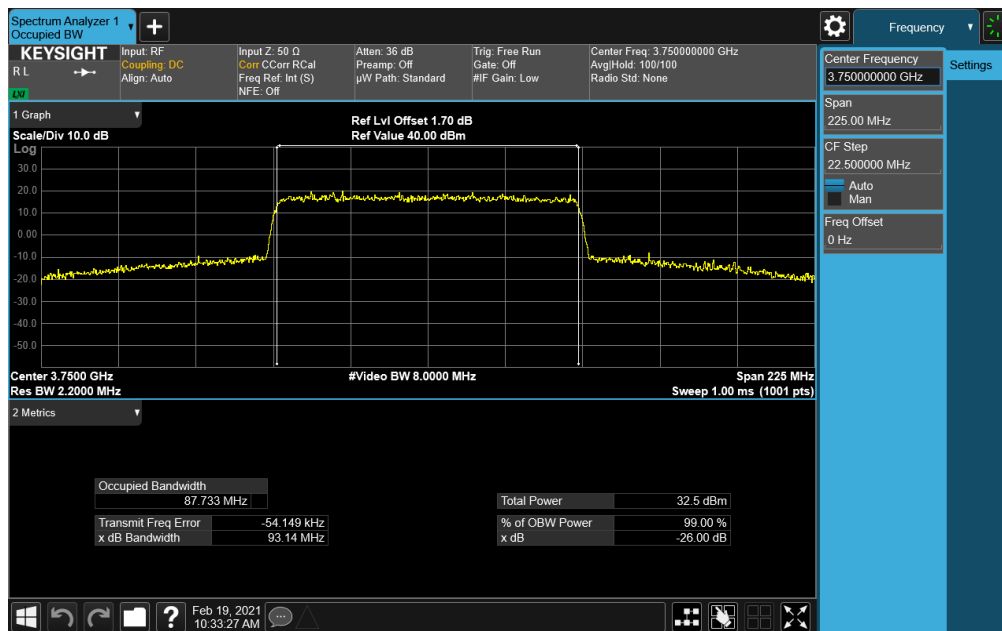 Spectrum Analyzer 1
Occupied BW
Frequency
KEYSIGHT
R L
LXI
Input: RF
Coupling: DC
Align: Auto
Input Z: 50 Ω
Corr CCorr RCal
Freq Ref: Int (S)
NFE: Off
Atten: 36 dB
Preamp: Off
µW Path: Standard
Trig: Free Run
Gate: Off
#IF Gain: Low
Center Freq: 3.750000000 GHz
Avg|Hold: 100/100
Radio Std: None
Center Frequency
3.750000000 GHz
Settings
Span
225.00 MHz
CF Step
22.500000 MHz
Auto
Man
Freq Offset
0 Hz
1 Graph
Scale/Div 10.0 dB
Ref Lvl Offset 1.70 dB
Ref Value 40.00 dBm
Log
30.0
20.0
10.0
0.00
-10.0
-20.0
-30.0
-40.0
-50.0
Center 3.7500 GHz
#Video BW 8.0000 MHz
Span 225 MHz
Res BW 2.2000 MHz
Sweep 1.00 ms (1001 pts)
2 Metrics
Occupied Bandwidth
87.733 MHz
Total Power 32.5 dBm
Transmit Freq Error -54.149 kHz
% of OBW Power 99.00 %
x dB Bandwidth 93.14 MHz
x dB -26.00 dB
?
Feb 19, 2021
10:33:27 AM